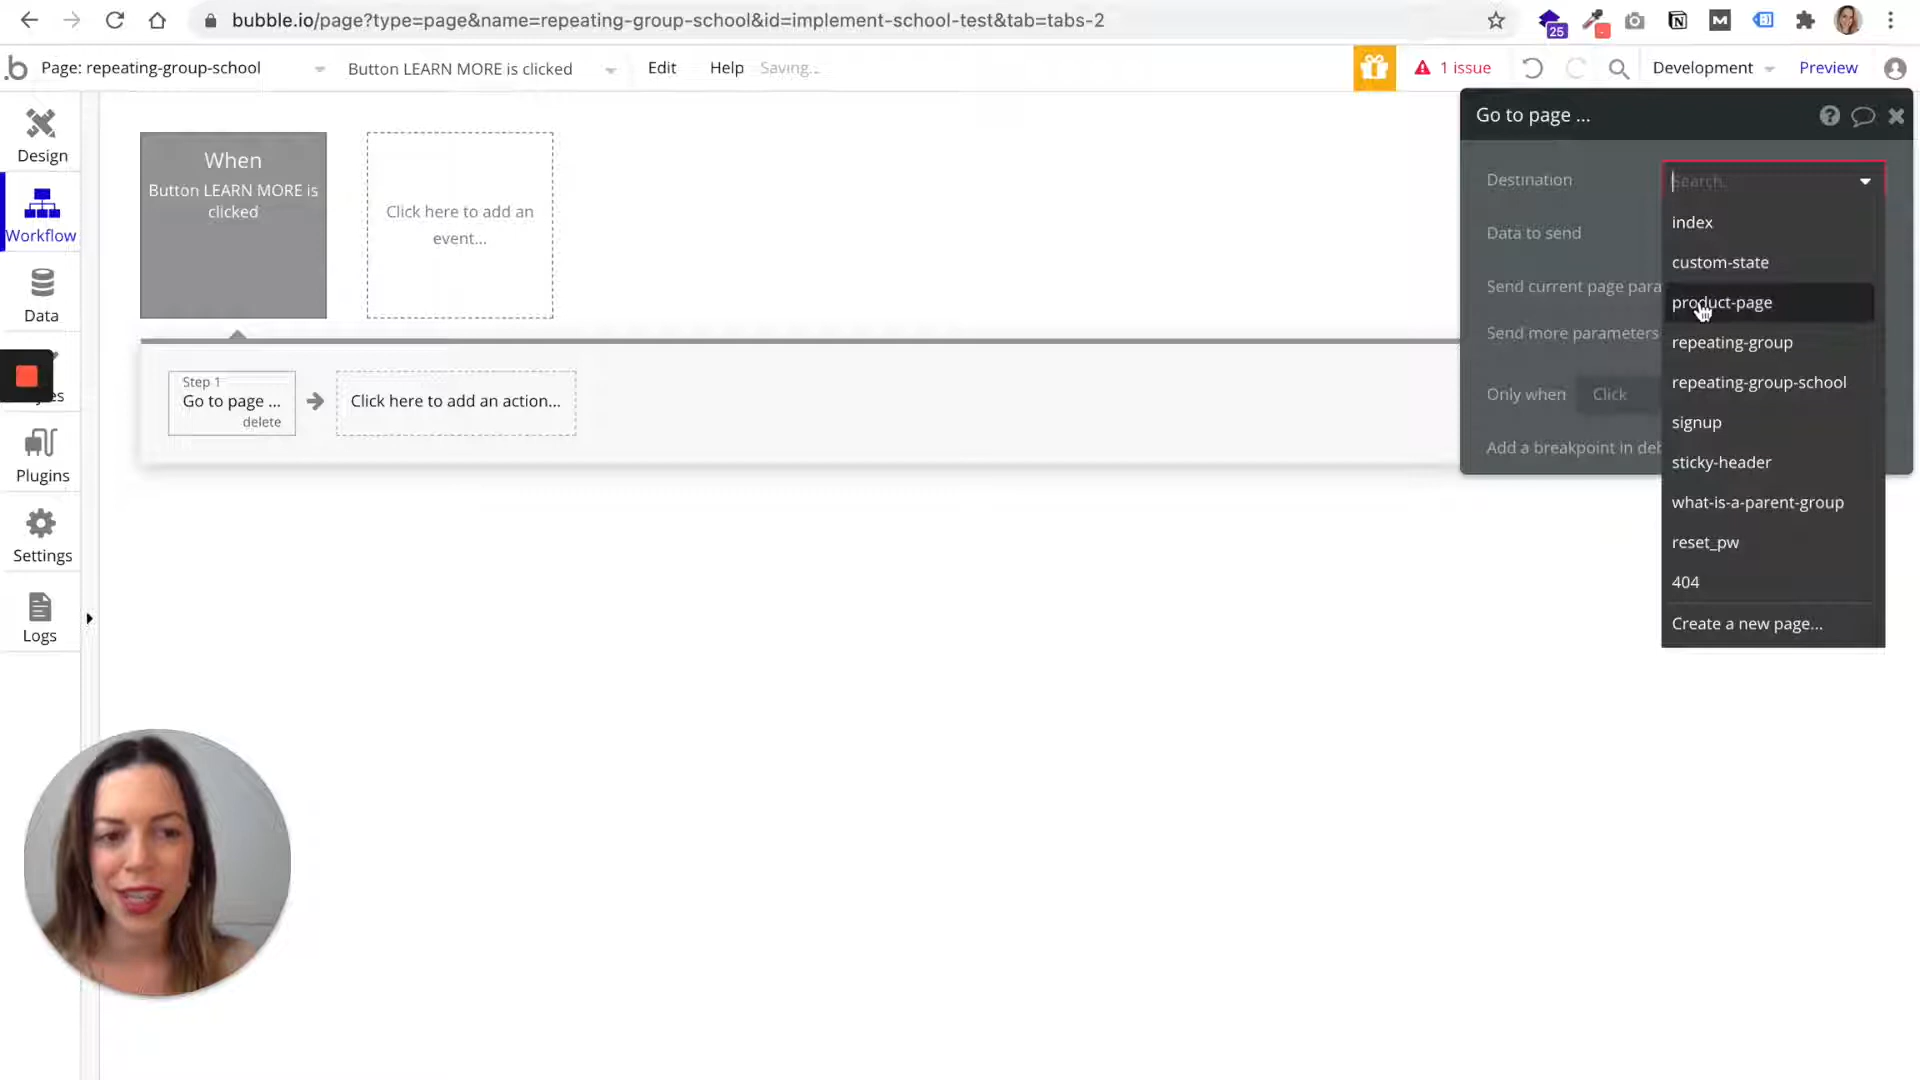 bubble.io/page?type=page&name=repeating-group-school&id=implement-school-test&tab=tabs-2
25
M
b
Page: repeating-group-school
Button LEARN MORE is clicked
Edit
Help
Saving...
1 issue
Development
Preview
Design
Workflow
Data
Plugins
Settings
Logs
When
Button LEARN MORE is
clicked
Click here to add an
event...
Step 1
Go to page ...
delete
Click here to add an action...
Go to page ...
Destination
Search...
Data to send
Send current page para
Send more parameters
Only when
Click
Add a breakpoint in deb
index
custom-state
product-page
repeating-group
repeating-group-school
signup
sticky-header
what-is-a-parent-group
reset_pw
404
Create a new page...